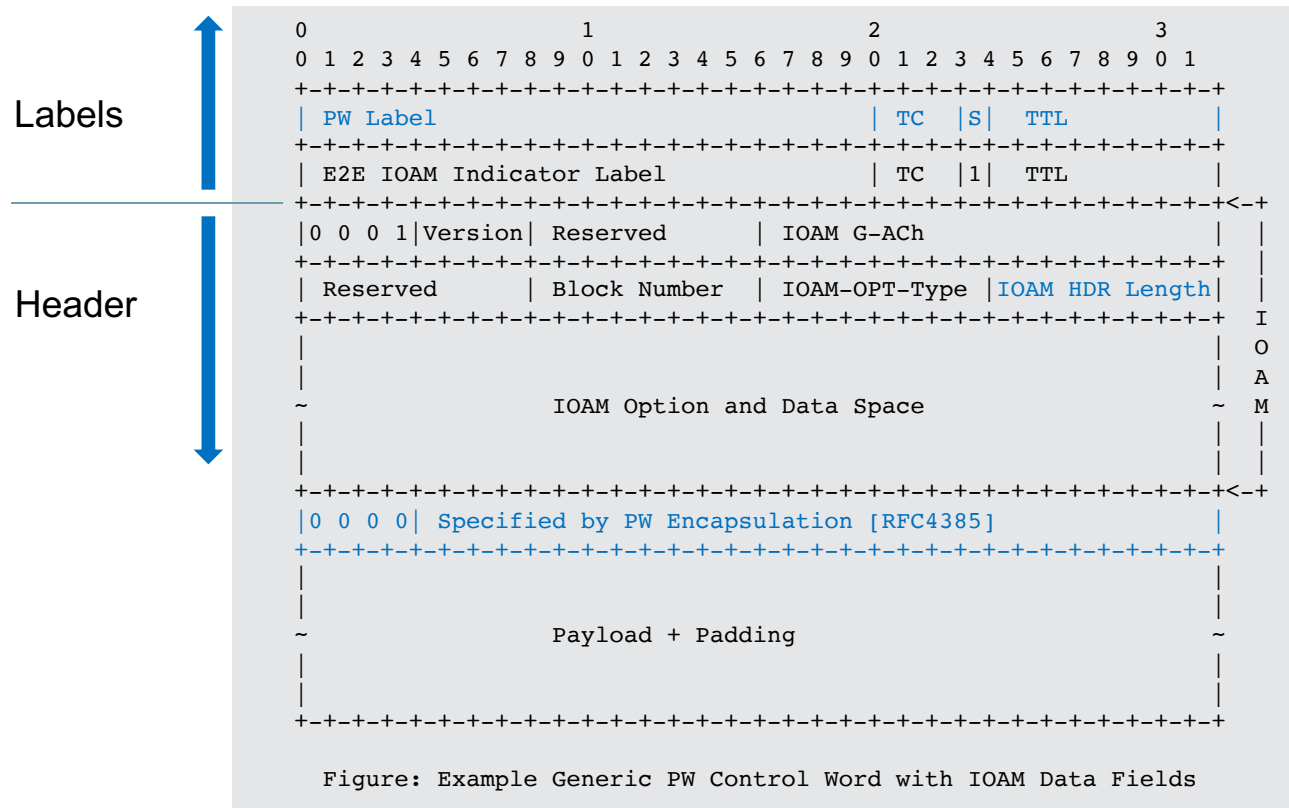 Labels
Header
0                   1                   2                   3
0 1 2 3 4 5 6 7 8 9 0 1 2 3 4 5 6 7 8 9 0 1 2 3 4 5 6 7 8 9 0 1
+-+-+-+-+-+-+-+-+-+-+-+-+-+-+-+-+-+-+-+-+-+-+-+-+-+-+-+-+-+-+-+-+
| PW Label                              | TC  |S|  TTL          |
+-+-+-+-+-+-+-+-+-+-+-+-+-+-+-+-+-+-+-+-+-+-+-+-+-+-+-+-+-+-+-+-+
| E2E IOAM Indicator Label              | TC  |1|  TTL          |
+-+-+-+-+-+-+-+-+-+-+-+-+-+-+-+-+-+-+-+-+-+-+-+-+-+-+-+-+-+-+-+-+<-+
|0 0 0 1|Version| Reserved      | IOAM G-ACh                    |  |
+-+-+-+-+-+-+-+-+-+-+-+-+-+-+-+-+-+-+-+-+-+-+-+-+-+-+-+-+-+-+-+-+  |
| Reserved      | Block Number  | IOAM-OPT-Type |IOAM HDR Length|  |
+-+-+-+-+-+-+-+-+-+-+-+-+-+-+-+-+-+-+-+-+-+-+-+-+-+-+-+-+-+-+-+-+  I
|                                                               |  O
|                                                               |  A
~                 IOAM Option and Data Space                    ~  M
|                                                               |  |
|                                                               |  |
+-+-+-+-+-+-+-+-+-+-+-+-+-+-+-+-+-+-+-+-+-+-+-+-+-+-+-+-+-+-+-+-+<-+
|0 0 0 0| Specified by PW Encapsulation [RFC4385]               |
+-+-+-+-+-+-+-+-+-+-+-+-+-+-+-+-+-+-+-+-+-+-+-+-+-+-+-+-+-+-+-+-+
|                                                               |
|                                                               |
~                 Payload + Padding                             ~
|                                                               |
|                                                               |
+-+-+-+-+-+-+-+-+-+-+-+-+-+-+-+-+-+-+-+-+-+-+-+-+-+-+-+-+-+-+-+-+
Figure: Example Generic PW Control Word with IOAM Data Fields